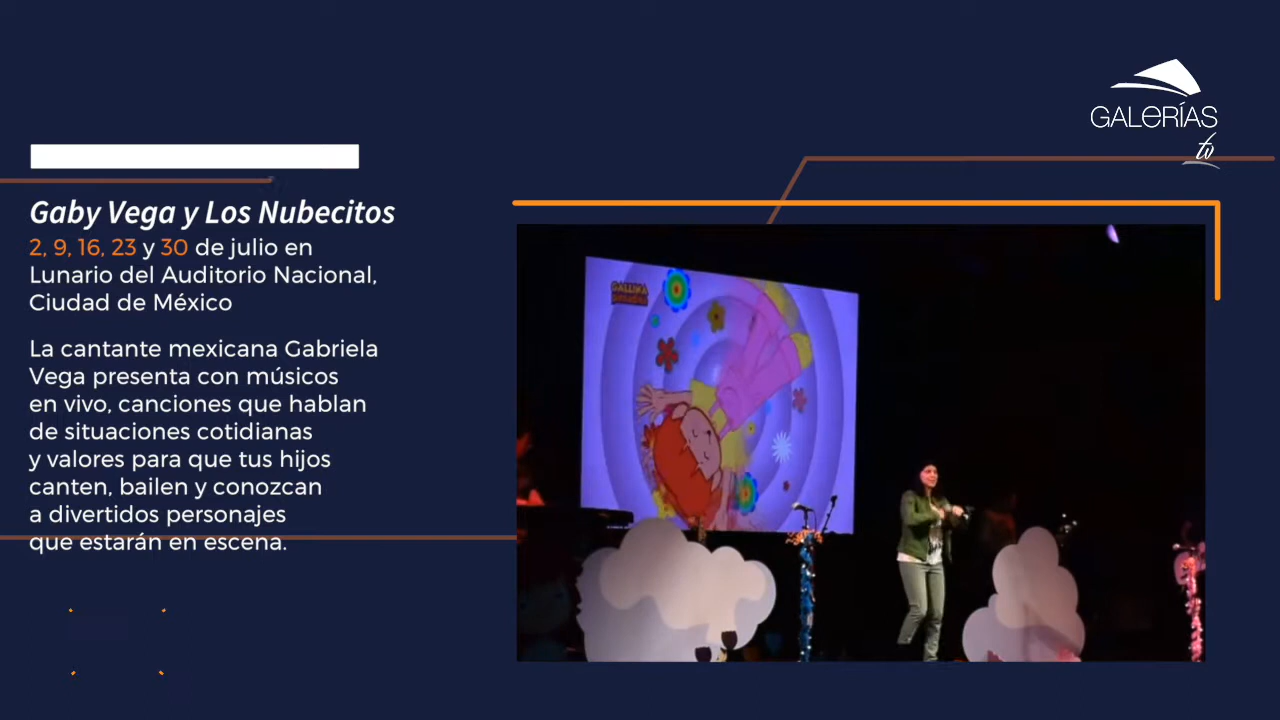 GALERÍAS
tv
Gaby Vega y Los Nubecitos
2, 9, 16, 23 y 30 de julio en
Lunario del Auditorio Nacional,
Ciudad de México
La cantante mexicana Gabriela
Vega presenta con músicos
en vivo, canciones que hablan
de situaciones cotidianas
y valores para que tus hijos
canten, bailen y conozcan
a divertidos personajes
que estarán en escena.
GALLINA